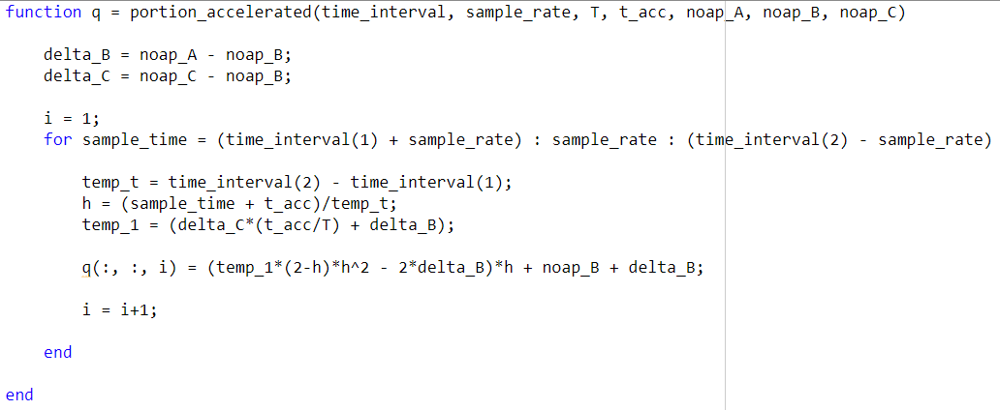 function q = portion_accelerated(time_interval, sample_rate, T, t_acc, noap_A, noap_B, noap_C)
delta_B = noap_A - noap_B;
delta_C = noap_C - noap_B;
i = 1;
for sample_time = (time_interval(1) + sample_rate) : sample_rate : (time_interval(2) - sample_rate)
temp_t = time_interval(2) - time_interval(1);
h = (sample_time + t_acc)/temp_t;
temp_1 = (delta_C*(t_acc/T) + delta_B);
q(:, :, i) = (temp_1*(2-h)*h^2 - 2*delta_B)*h + noap_B + delta_B;
i = i+1;
end
end